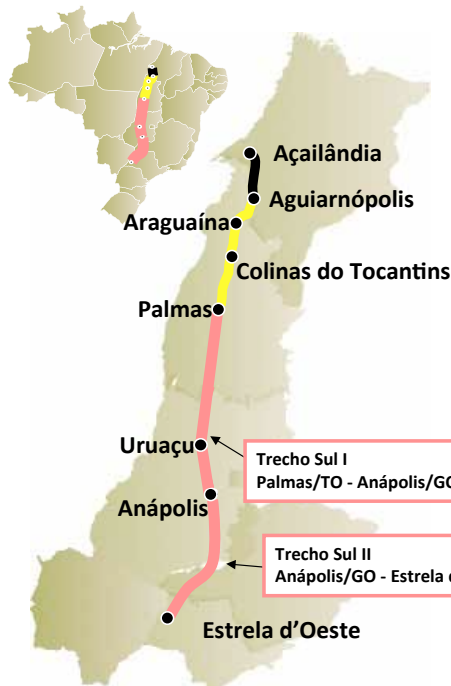 Açailândia
Aguiarnópolis
Araguaína
Colinas do Tocantins
Palmas
Uruaçu
Trecho Sul I
Palmas/TO - Anápolis/GO
Anápolis
Trecho Sul II
Anápolis/GO - Estrela d
Estrela d'Oeste